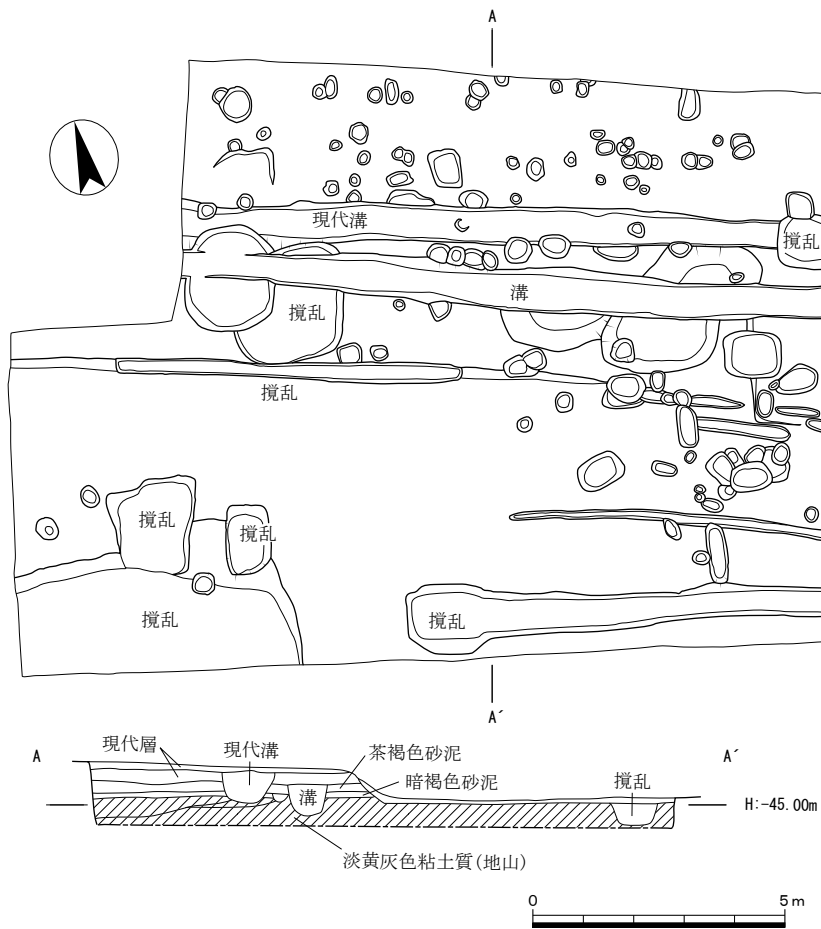 A
現代溝
撹乱
溝
撹乱
撹乱
撹乱
撹乱
撹乱
撹乱
A´
A
現代層
現代溝
茶褐色砂泥
暗褐色砂泥
撹乱
A´
溝
H:-45.00m
淡黄灰色粘土質(地山)
0
5m